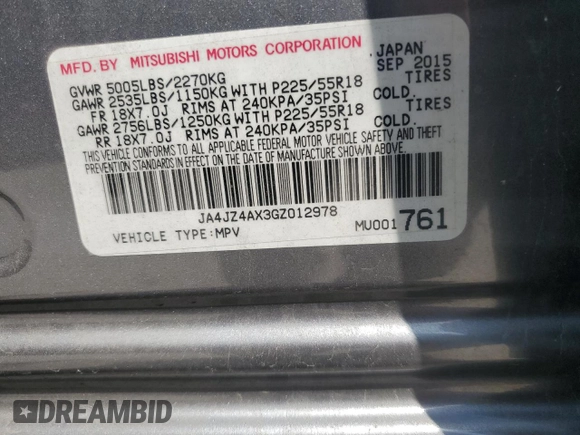 MFD. BY MITSUBISHI MOTORS CORPORATION JAPAN
GVWR 5005LBS/2270KG SEP 2015
GAWR 2535LBS/1150KG WITH P225/55R18 TIRES
FR 18X7.0J RIMS AT 240KPA/35PSI COLD.
GAWR 2756LBS/1250KG WITH P225/55R18 TIRES
RR 18X7.0J RIMS AT 240KPA/35PSI COLD.
THIS VEHICLE CONFORMS TO ALL APPLICABLE FEDERAL MOTOR VEHICLE SAFETY AND THEFT PREVENTION
STANDARDS IN EFFECT ON THE DATE OF MANUFACTURE SHOWN ABOVE.
JA4JZ4AX3GZ012978
VEHICLE TYPE:MPV MU001761
DREAMBID